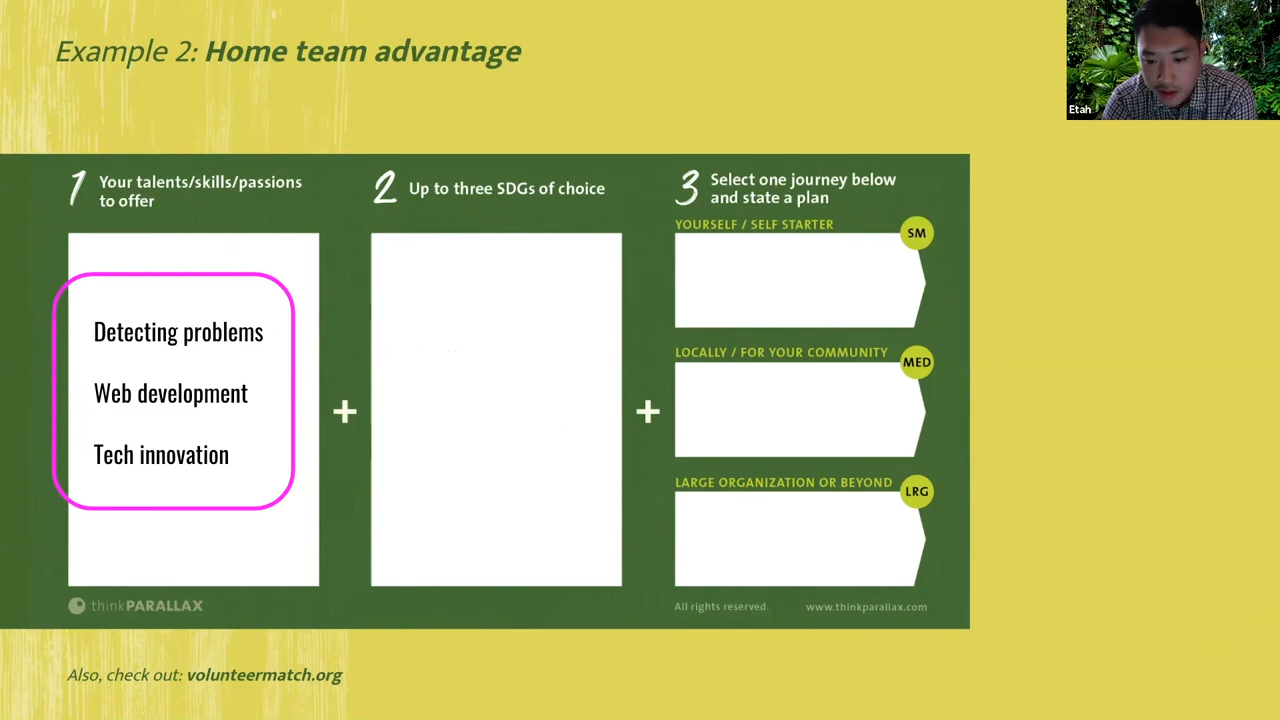 Example 2: Home team advantage
Etah
1 Your talents/skills/passions
to offer
Detecting problems
Web development
Tech innovation
+
2 Up to three SDGs of choice
+
3 Select one journey below
and state a plan
YOURSELF / SELF STARTER
SM
LOCALLY / FOR YOUR COMMUNITY
MED
LARGE ORGANIZATION OR BEYOND
LRG
thinkPARALLAX
All rights reserved.
www.thinkparallax.com
Also, check out: volunteermatch.org